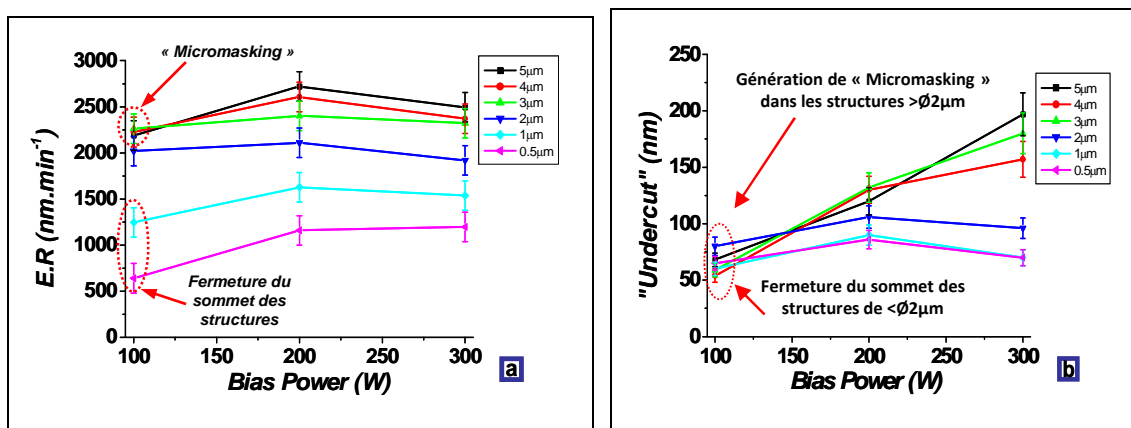 « Micromasking »
3000
2500
2000
1500
1000
500
0
E.R (nm.min-1)
5µm
4µm
3µm
2µm
1µm
0.5µm
Fermeture du
sommet des
structures
100 150 200 250 300
Bias Power (W)
a
250
200
150
100
50
0
"Undercut" (nm)
Génération de « Micromasking »
dans les structures >Ø2µm
5µm
4µm
3µm
2µm
1µm
0.5µm
Fermeture du sommet des
structures de <Ø2µm
100 150 200 250 300
Bias Power (W)
b